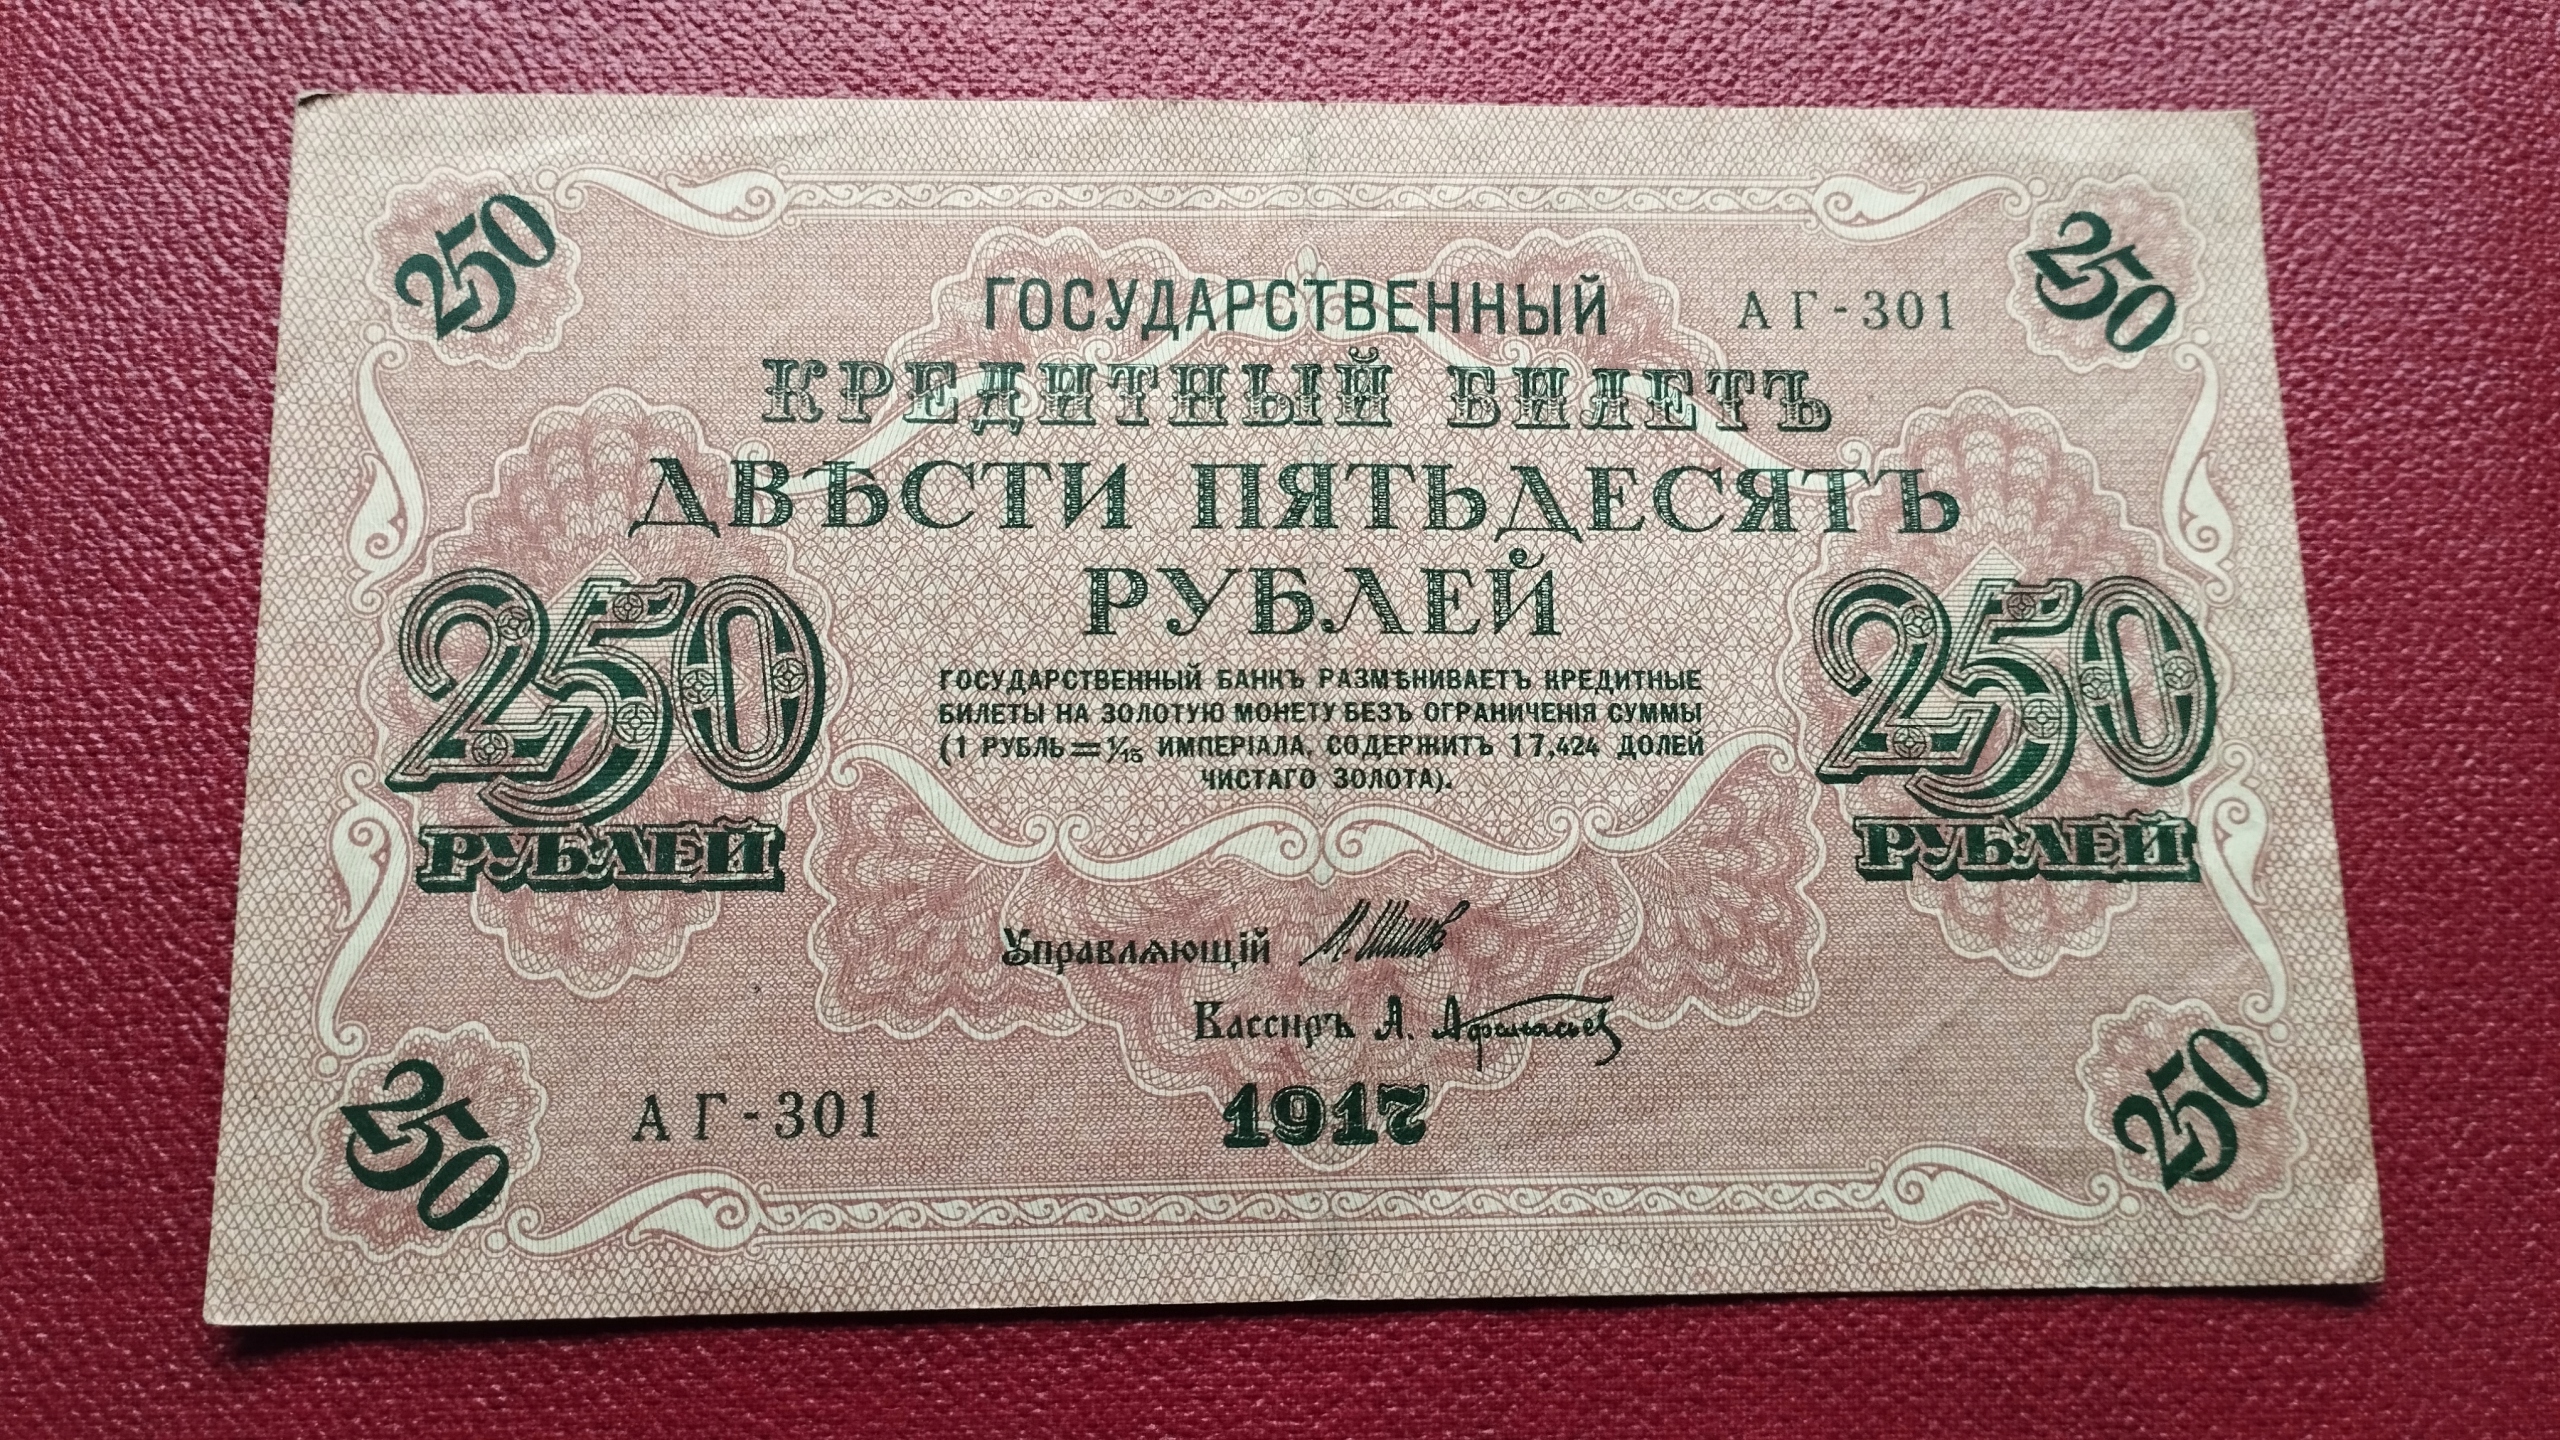 250
250
ГОСУДАРСТВЕННЫЙ
АГ-301
КРЕДИТНЫЙ БИЛЕТЪ
ДВѢСТИ ПЯТЬДЕСЯТЪ
РУБЛЕЙ
250
РУБЛЕЙ
250
РУБЛЕЙ
ГОСУДАРСТВЕННЫЙ БАНКЪ РАЗМѢНИВАЕТЪ КРЕДИТНЫЕ
БИЛЕТЫ НА ЗОЛОТУЮ МОНЕТУ БЕЗЪ ОГРАНИЧЕНІЯ СУММЫ
(1 РУБЛЬ = 1/15 ИМПЕРІАЛА, СОДЕРЖИТЪ 17,424 ДОЛЕЙ
ЧИСТАГО ЗОЛОТА).
Управляющій И. Шипов
Кассиръ А. Афанасьев
АГ-301
1917
250
250